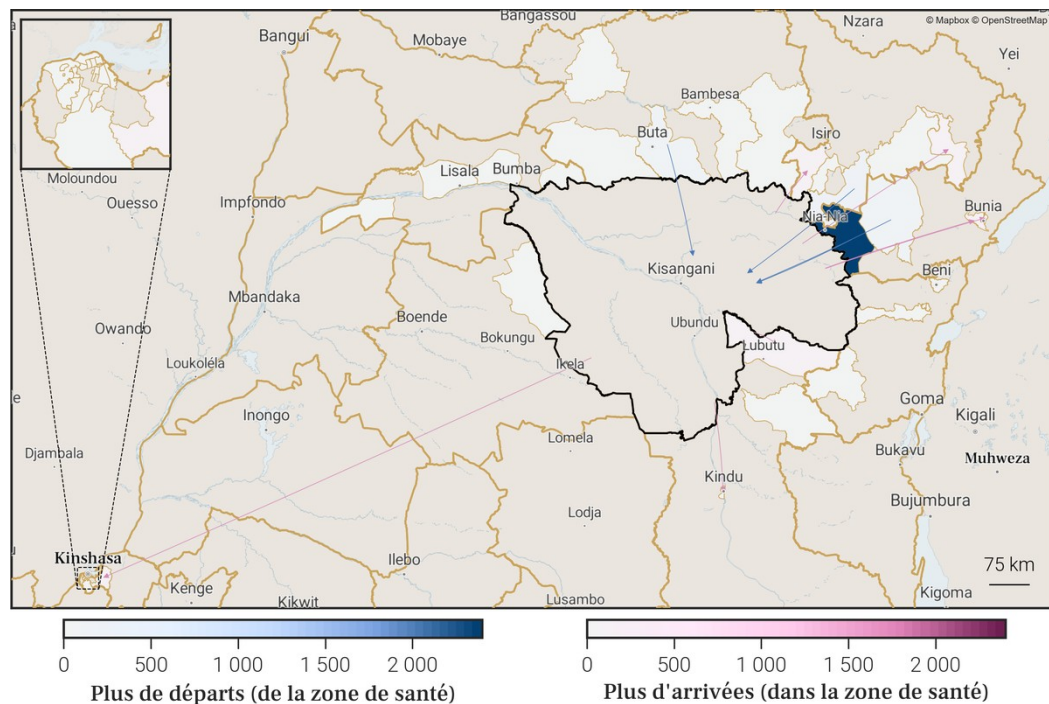 Bangassou
Nzara
© Mapbox © OpenStreetMap
Bangui
Mobaye
Yei
Bambesa
Buta
Isiro
Moloundou
Lisala
Bumba
Ouesso
Impfondo
Nia-Nia
Bunia
Kisangani
Beni
Mbandaka
Owando
Boende
Ubundu
Bokungu
Lubutu
Loukoléla
Ikela
Goma
Inongo
Kigali
Lomela
Djambala
Bukavu
Muhweza
Kindu
Bujumbura
Lodja
Kinshasa
Ilebo
75 km
Kenge
Kikwit
Lusambo
Kigoma
0 500 1 000 1 500 2 000
Plus de départs (de la zone de santé)
0 500 1 000 1 500 2 000
Plus d'arrivées (dans la zone de santé)